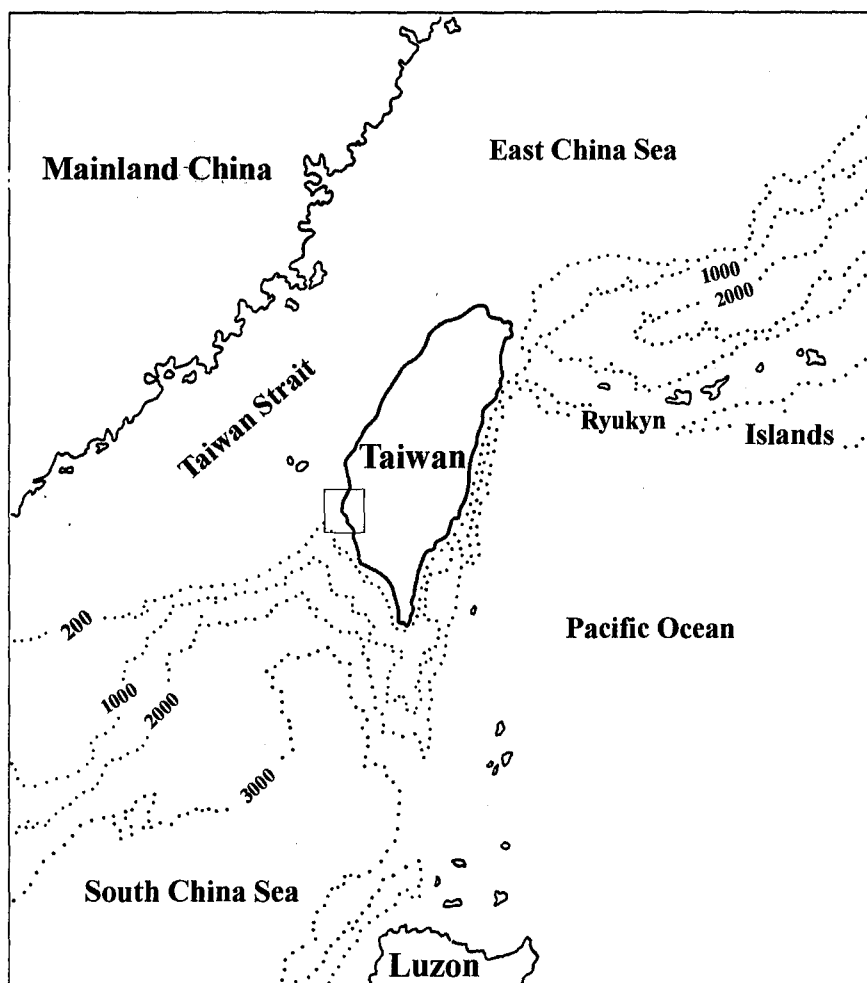 East China Sea
Mainland China
1000
2000
Taiwan Strait
Ryukyn
Islands
Taiwan
200
Pacific Ocean
1000
2000
3000
South China Sea
Luzon